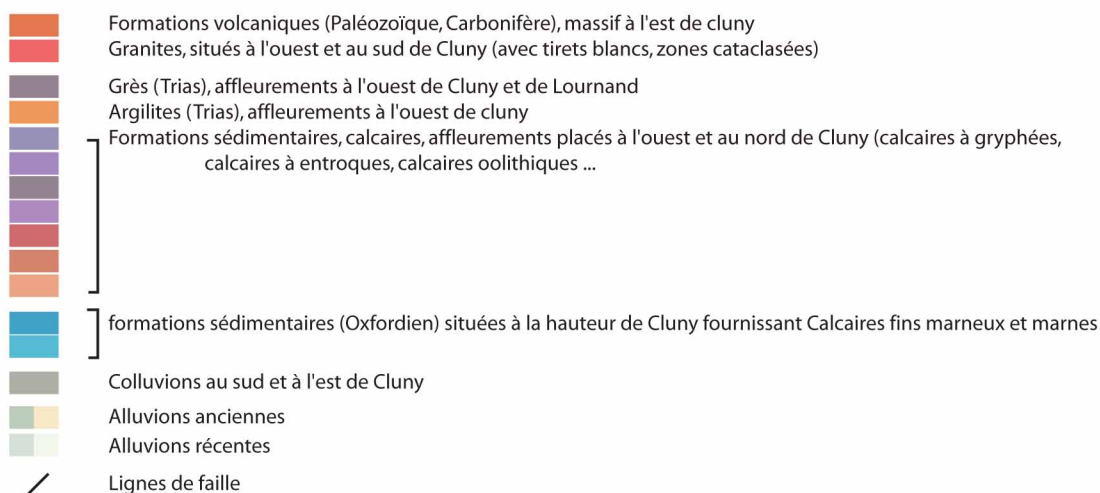 Formations volcaniques (Paléozoïque, Carbonifère), massif à l'est de cluny
Granites, situés à l'ouest et au sud de Cluny (avec tirets blancs, zones cataclasées)
Grès (Trias), affleurements à l'ouest de Cluny et de Lournand
Argilites (Trias), affleurements à l'ouest de cluny
Formations sédimentaires, calcaires, affleurements placés à l'ouest et au nord de Cluny (calcaires à gryphées,
calcaires à entroques, calcaires oolithiques ...
formations sédimentaires (Oxfordien) situées à la hauteur de Cluny fournissant Calcaires fins marneux et marnes
Colluvions au sud et à l'est de Cluny
Alluvions anciennes
Alluvions récentes
Lignes de faille